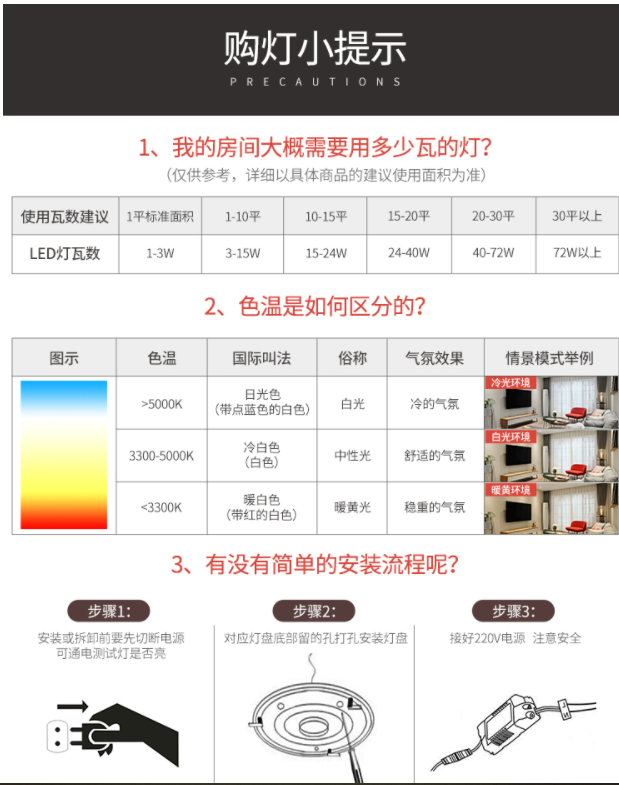 购灯小提示
PRECAUTIONS
1、我的房间大概需要用多少瓦的灯？
（仅供参考，详细以具体商品的建议使用面积为准）
使用瓦数建议 1平标准面积 1-10平 10-15平 15-20平 20-30平 30平以上
LED灯瓦数 1-3W 3-15W 15-24W 24-40W 40-72W 72W以上
2、色温是如何区分的？
图示 色温 国际叫法 俗称 气氛效果 情景模式举例
>5000K 日光色 （带点蓝色的白色） 白光 冷的气氛 冷光环境
3300-5000K 冷白色 （白色） 中性光 舒适的气氛 白光环境
<3300K 暖白色 （带红的白色） 暖黄光 稳重的气氛 暖黄环境
3、有没有简单的安装流程呢？
步骤1：
安装或拆卸前要先切断电源
可通电测试灯是否亮
步骤2：
对应灯盘底部留的孔打孔安装灯盘
步骤3：
接好220V电源 注意安全